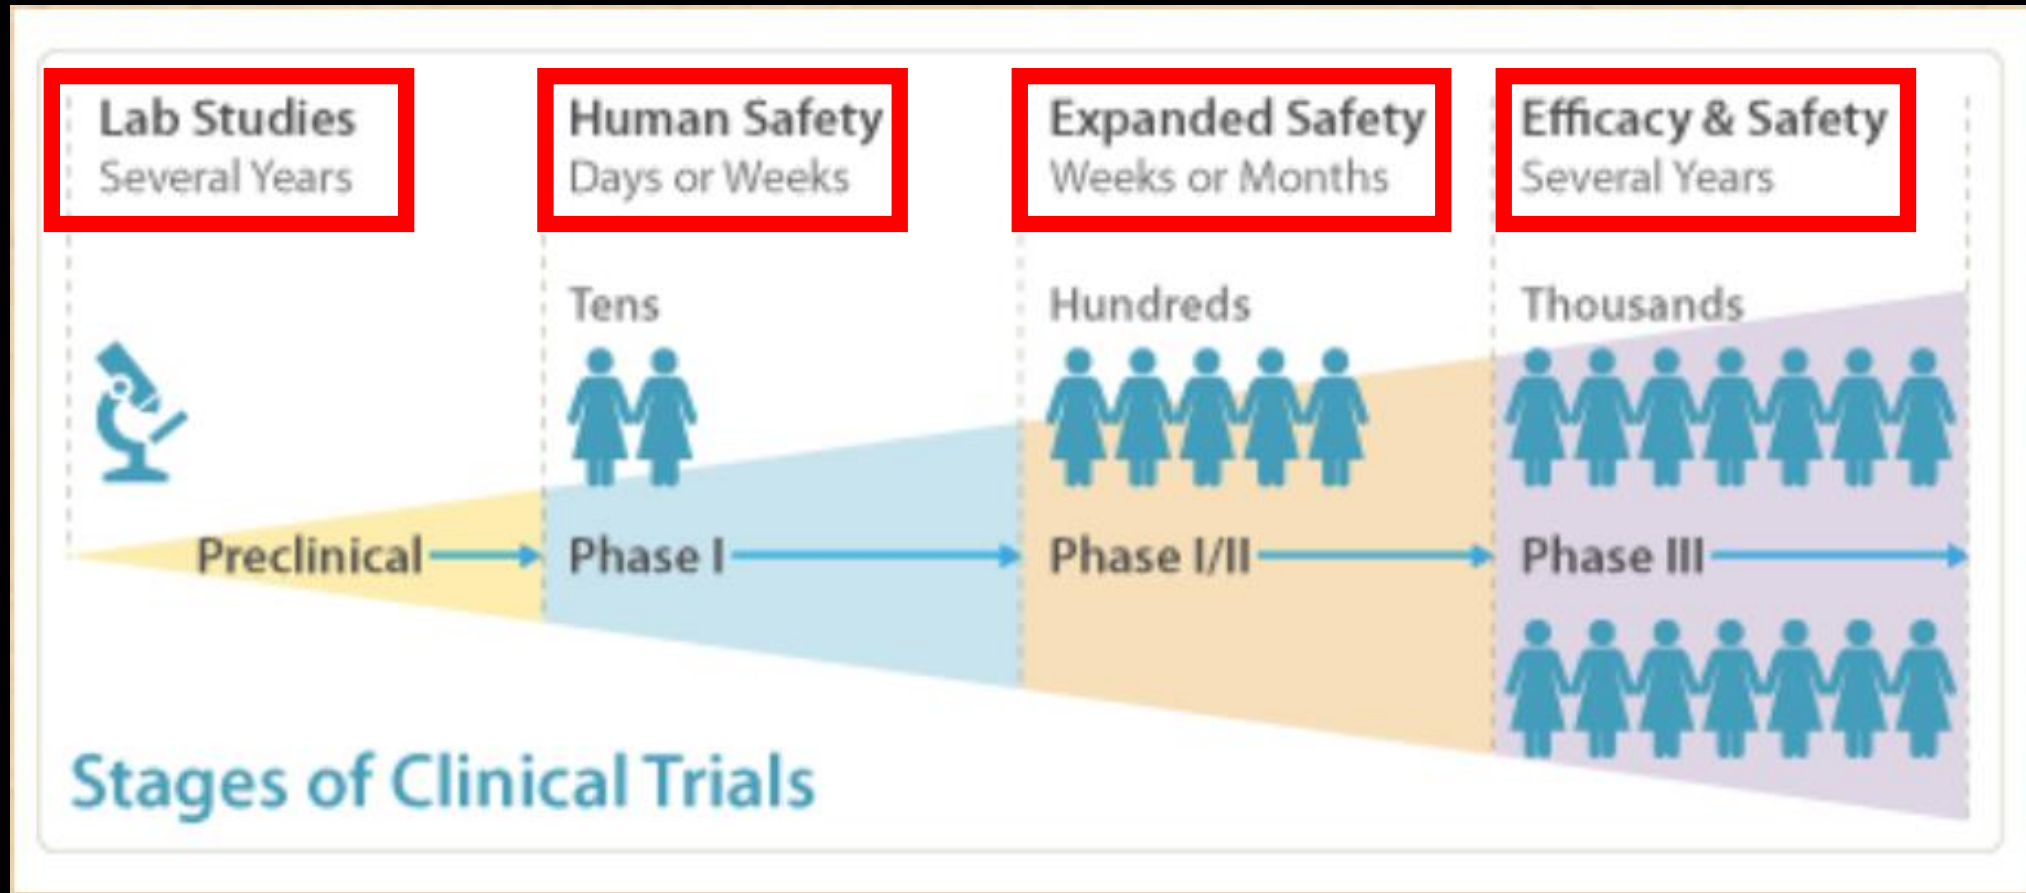 Lab Studies
Several Years
Human Safety
Days or Weeks
Expanded Safety
Weeks or Months
Efficacy & Safety
Several Years
Tens
Hundreds
Thousands
Preclinical
Phase I
Phase I/II
Phase III
Stages of Clinical Trials